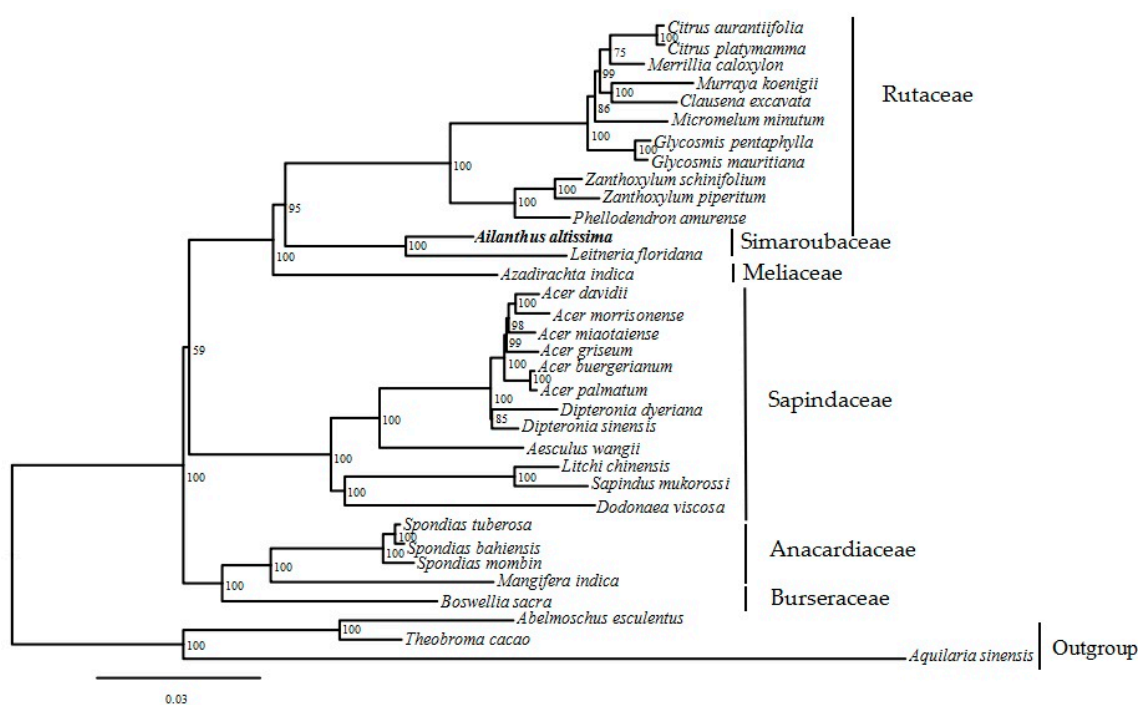 Citrus aurantiifolia
100
Citrus platymamma
75
Merrillia caloxylon
99
Murraya koenigii
100
Clausena excavata
Rutaceae
86
Micromelum minutum
100
Glycosmis pentaphylla
100
Glycosmis mauritiana
100
Zanthoxylum schinifolium
100
Zanthoxylum piperitum
100
Phellodendron amurense
95
Ailanthus altissima
100
Simaroubaceae
Leitneria floridana
100
Azadirachta indica
Meliaceae
Acer davidii
100
Acer morrisonense
98
Acer miaotaiense
99
Acer griseum
59
100
Acer buergerianum
100
Acer palmatum
100
Sapindaceae
Dipteronia dyeriana
85
Dipteronia sinensis
100
Aesculus wangii
100
Litchi chinensis
100
100
Sapindus mukorossi
100
Dodonaea viscosa
Spondias tuberosa
100
Spondias bahiensis
100
Anacardiaceae
Spondias mombin
100
Mangifera indica
100
Boswellia sacra
Burseraceae
Abelmoschus esculentus
100
Theobroma cacao
100
Outgroup
Aquilaria sinensis
0.03